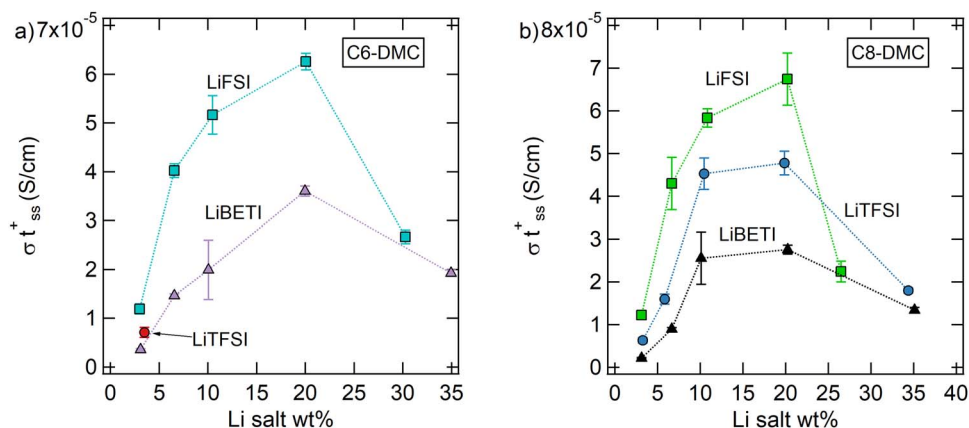 a) 7x10⁻⁵
C6-DMC
6
5
4
3
2
1
0
σ t⁺ss (S/cm)
LiFSI
LiBETI
LiTFSI
0 5 10 15 20 25 30 35
Li salt wt%
b) 8x10⁻⁵
C8-DMC
7
6
5
4
3
2
1
0
σ t⁺ss (S/cm)
LiFSI
LiTFSI
LiBETI
0 5 10 15 20 25 30 35 40
Li salt wt%